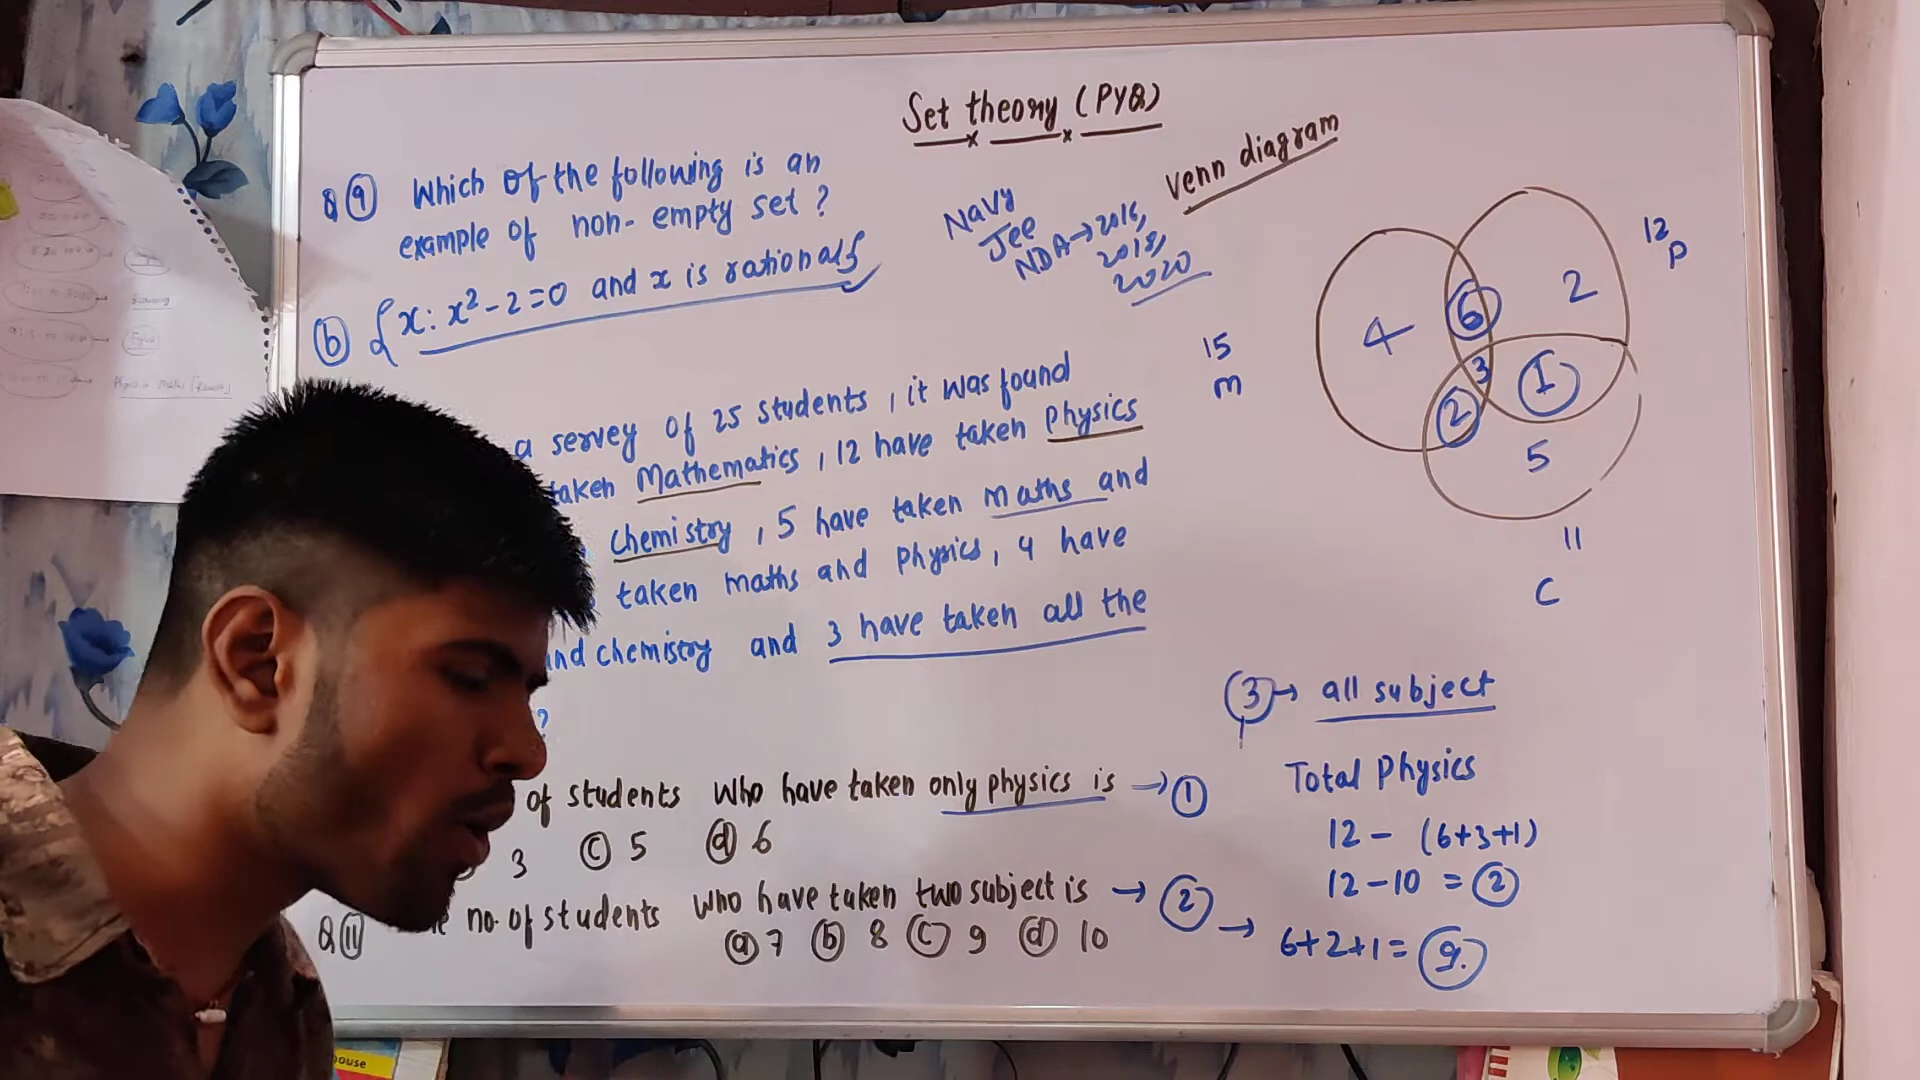 Set theory (PYQ)
Q 9 Which of the following is an
example of non-empty set ?
b {x: x²-2=0 and x is rational}
Navy
Jee
NDA→2016,
2018,
2020
Venn diagram
a servey of 25 students, it was found
taken Mathematics, 12 have taken Physics
chemistry, 5 have taken maths and
taken maths and physics, 4 have
and chemistry and 3 have taken all the
?
of students who have taken only physics is → 1
3 c 5 d 6
Q 11 no. of students who have taken two subject is → 2
a 7 b 8 c 9 d 10
12
P
15
m
4 6 2
3
2 1
5
11
C
3 → all subject
Total Physics
12 - (6+3+1)
12 - 10 = 2
→ 6+2+1 = 9.
ouse